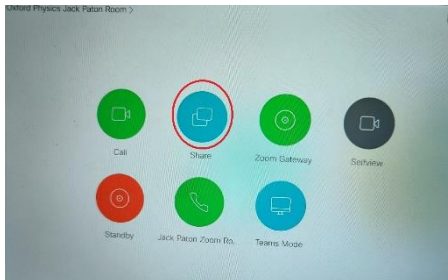 Oxford Physics Jack Paton Room >
Call
Share
Zoom Gateway
Selfview
Standby
Jack Paton Zoom Ro..
Teams Mode